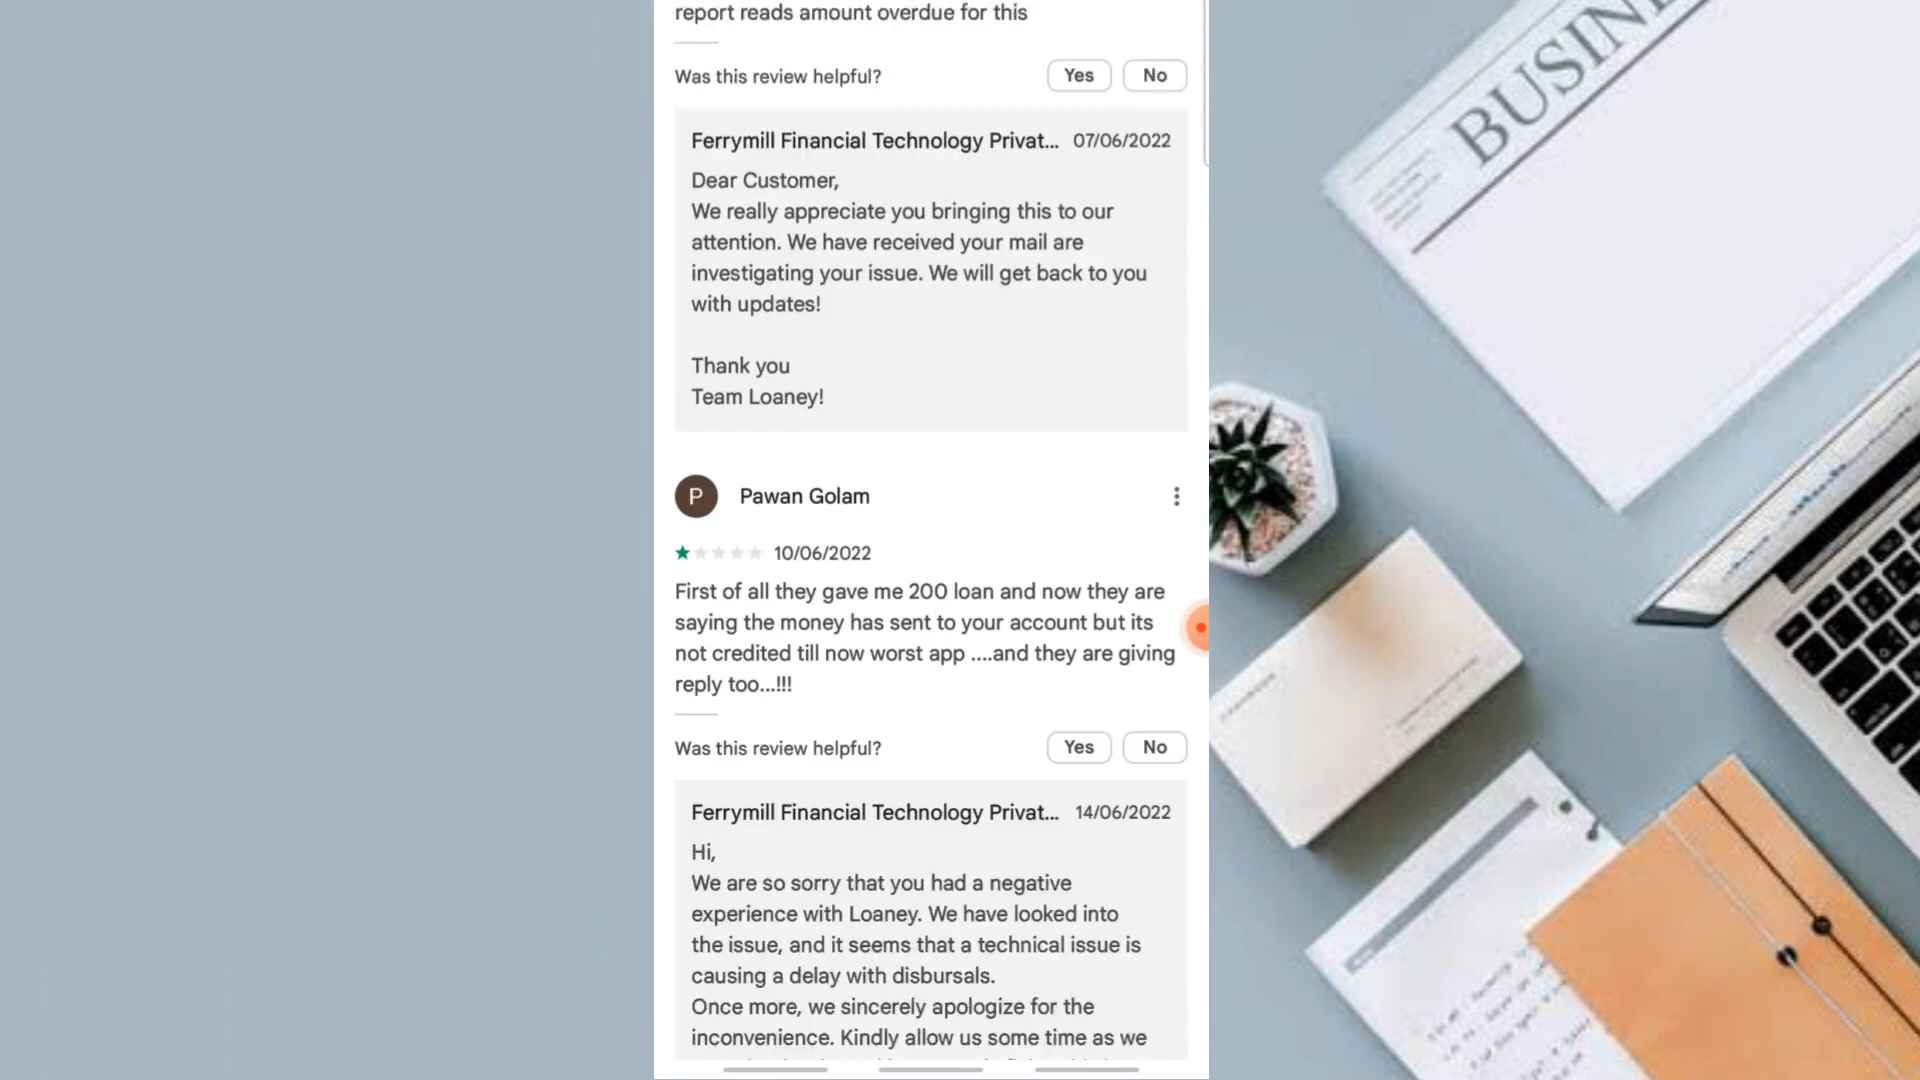 report reads amount overdue for this
Was this review helpful?
Yes
No
Ferrymill Financial Technology Privat... 07/06/2022
Dear Customer,
We really appreciate you bringing this to our
attention. We have received your mail are
investigating your issue. We will get back to you
with updates!
Thank you
Team Loaney!
P
Pawan Golam
10/06/2022
First of all they gave me 200 loan and now they are
saying the money has sent to your account but its
not credited till now worst app ....and they are giving
reply too...!!!
Was this review helpful?
Yes
No
Ferrymill Financial Technology Privat... 14/06/2022
Hi,
We are so sorry that you had a negative
experience with Loaney. We have looked into
the issue, and it seems that a technical issue is
causing a delay with disbursals.
Once more, we sincerely apologize for the
inconvenience. Kindly allow us some time as we